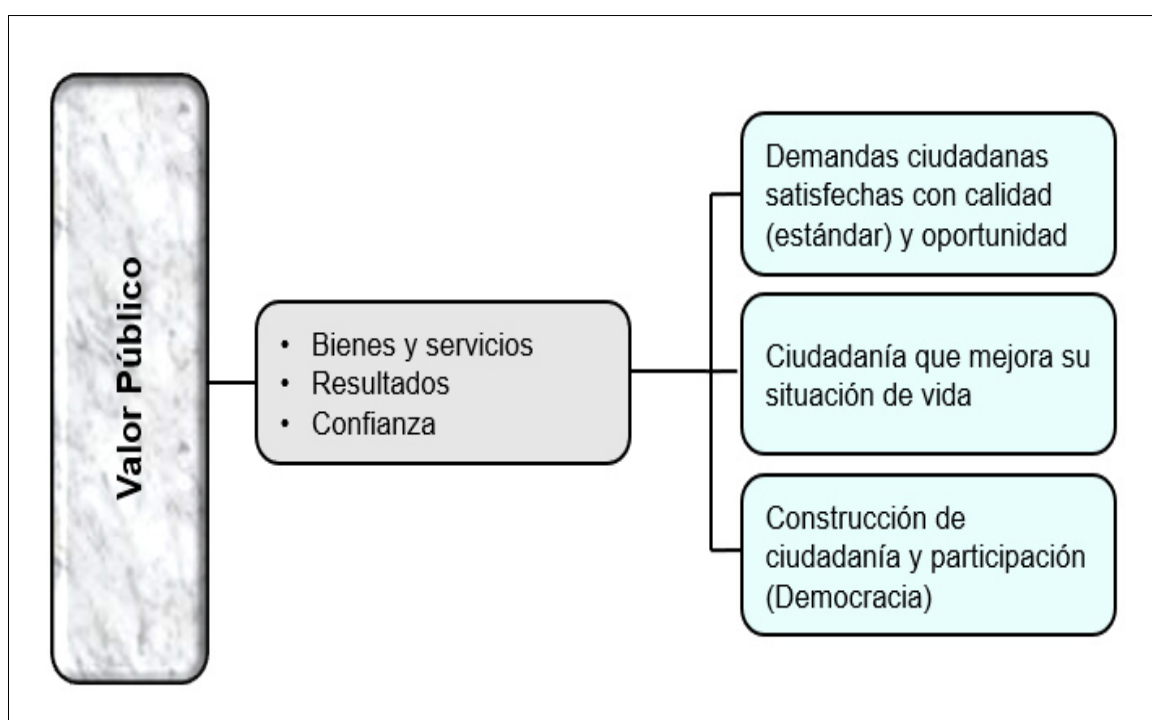 Valor Público
• Bienes y servicios
• Resultados
• Confianza
Demandas ciudadanas
satisfechas con calidad
(estándar) y oportunidad
Ciudadanía que mejora su
situación de vida
Construcción de
ciudadanía y participación
(Democracia)